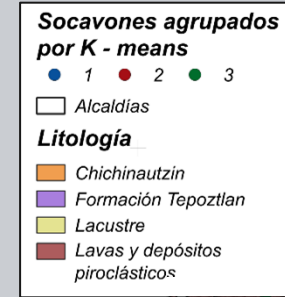 Socavones agrupados
por K - means
1 2 3
Alcaldías
Litología
Chichinautzin
Formación Tepoztlan
Lacustre
Lavas y depósitos
piroclásticos